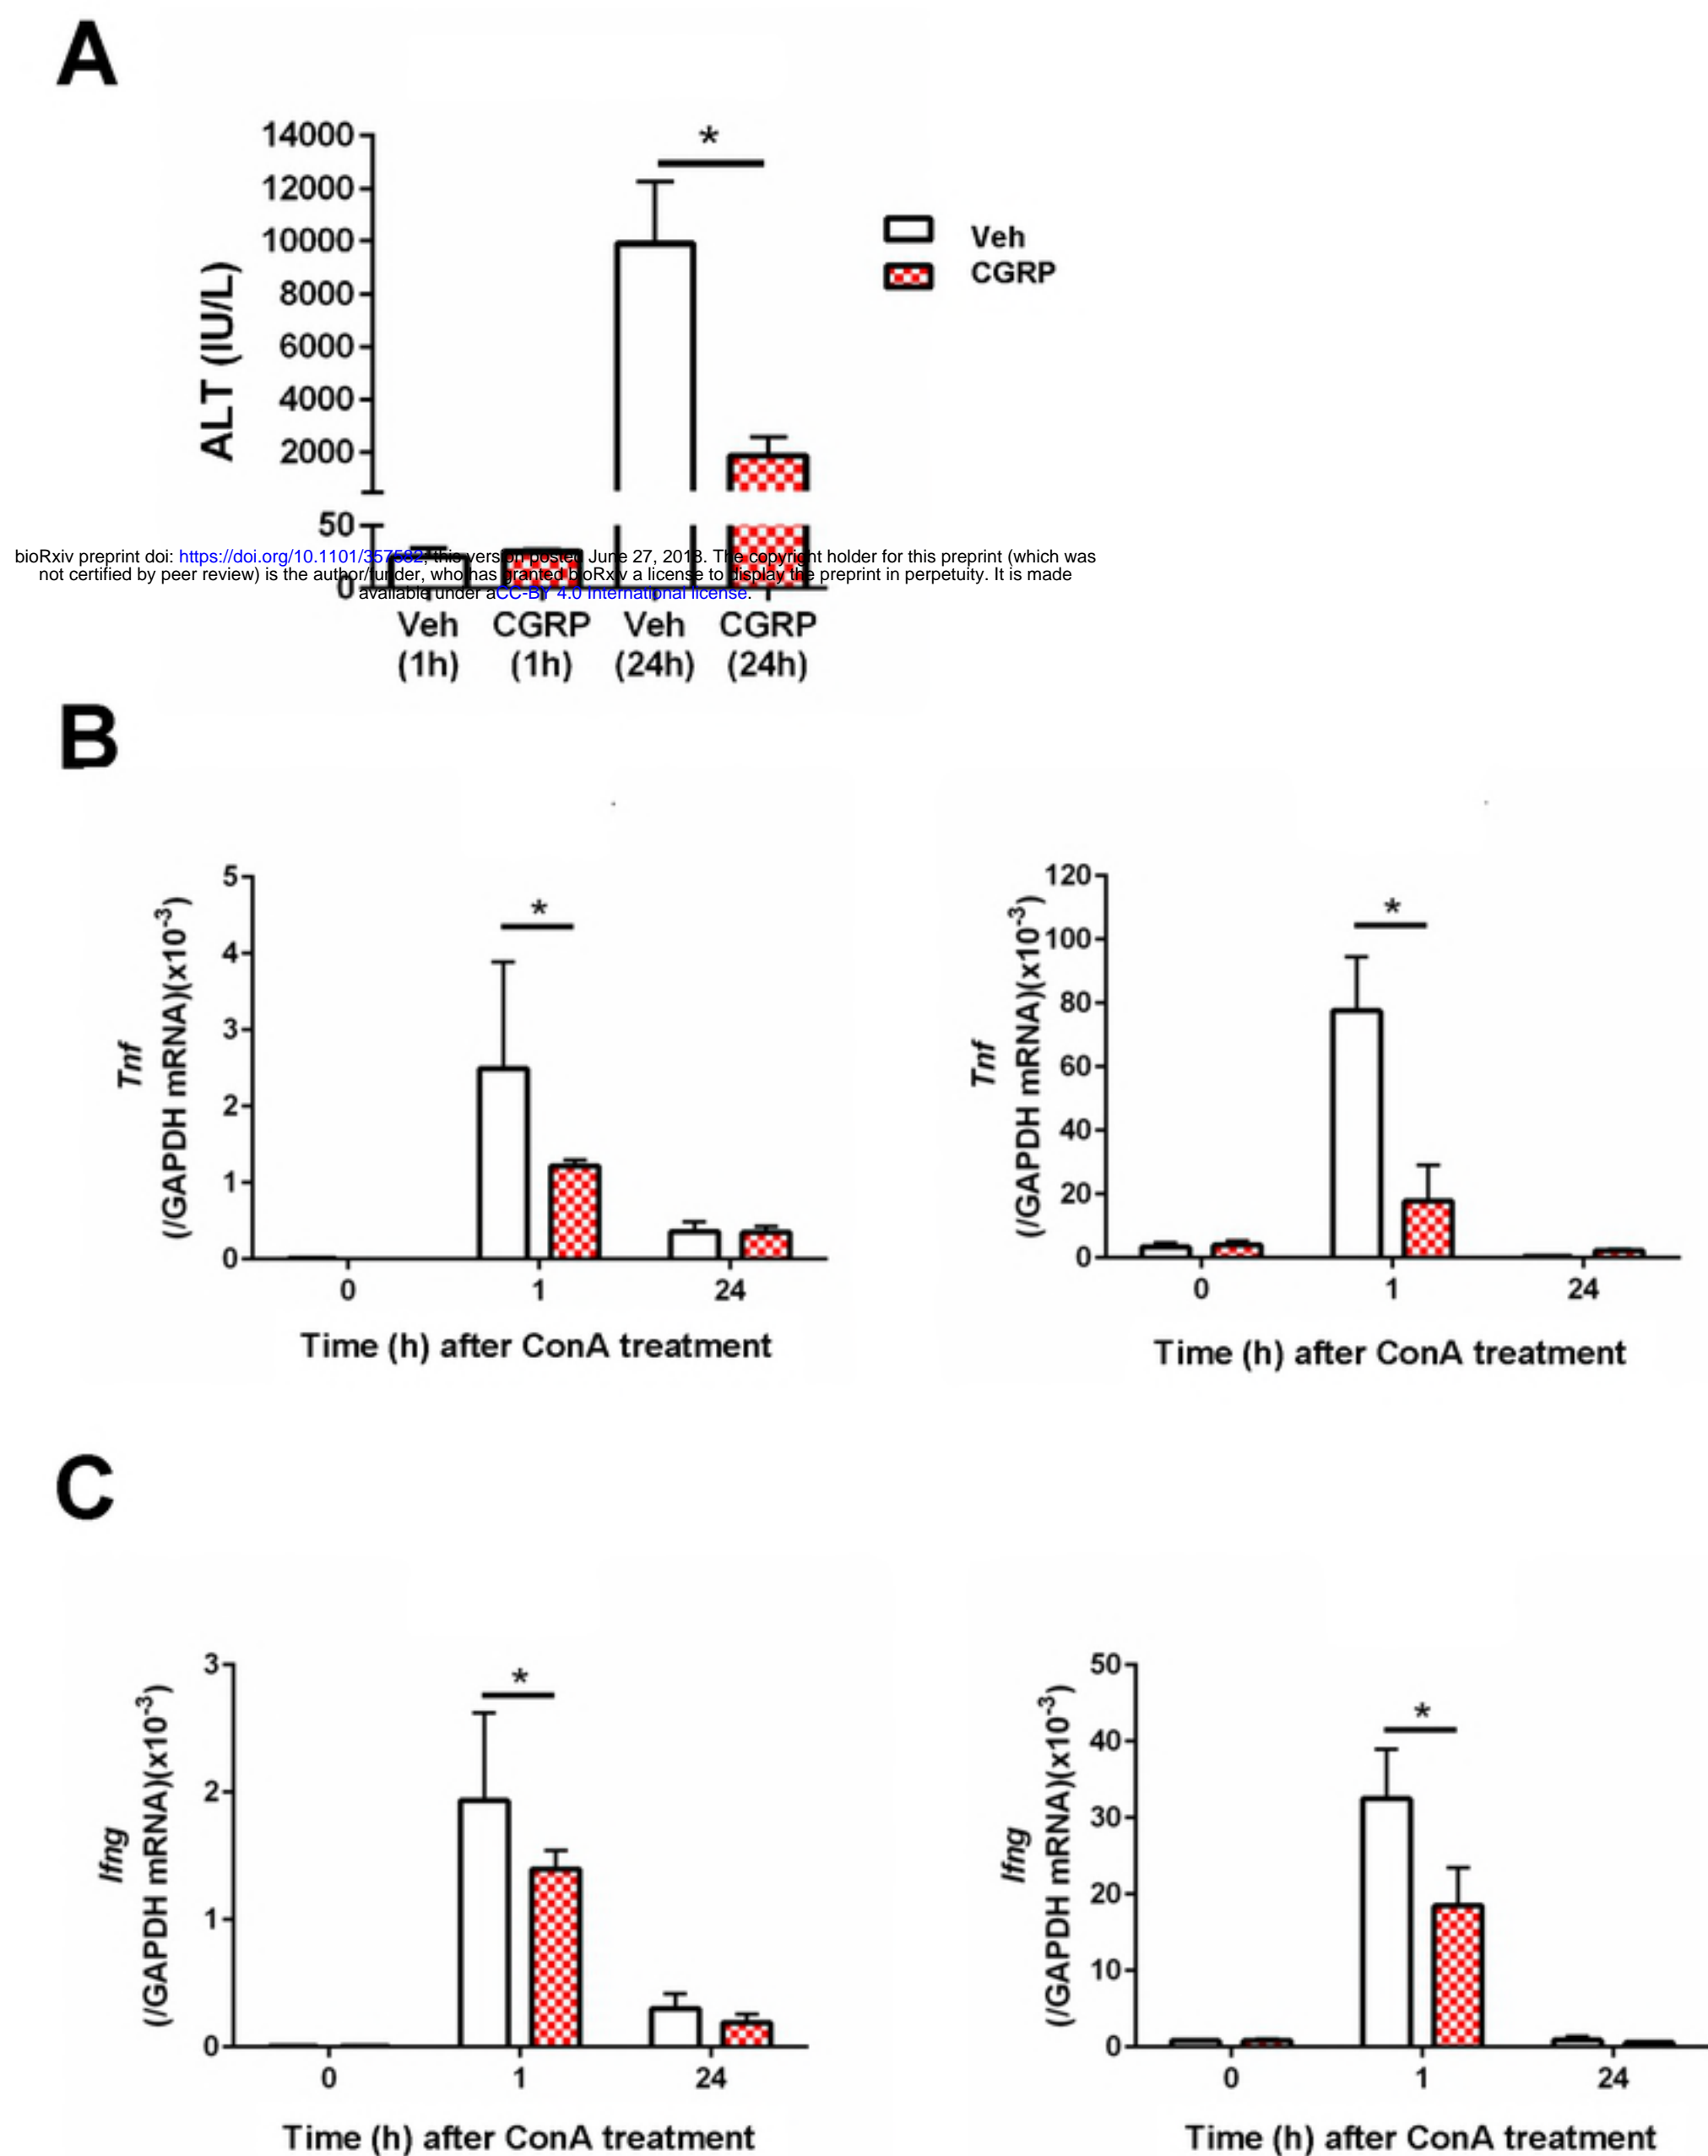 A
14000
12000
10000
8000
6000
4000
2000
50
0
ALT (IU/L)
*
Veh
CGRP
bioRxiv preprint doi: https://doi.org/10.1101/357582; this version posted June 27, 2018. The copyright holder for this preprint (which was
not certified by peer review) is the author/funder, who has granted bioRxiv a license to display the preprint in perpetuity. It is made
available under aCC-BY 4.0 International license.
Veh CGRP Veh CGRP
(1h) (1h) (24h) (24h)
B
5
4
3
2
1
0
Tnf
(/GAPDH mRNA)(x10-3)
*
0 1 24
Time (h) after ConA treatment
120
100
80
60
40
20
0
Tnf
(/GAPDH mRNA)(x10-3)
*
0 1 24
Time (h) after ConA treatment
C
3
2
1
0
Ifng
(/GAPDH mRNA)(x10-3)
*
0 1 24
Time (h) after ConA treatment
50
40
30
20
10
0
Ifng
(/GAPDH mRNA)(x10-3)
*
0 1 24
Time (h) after ConA treatment